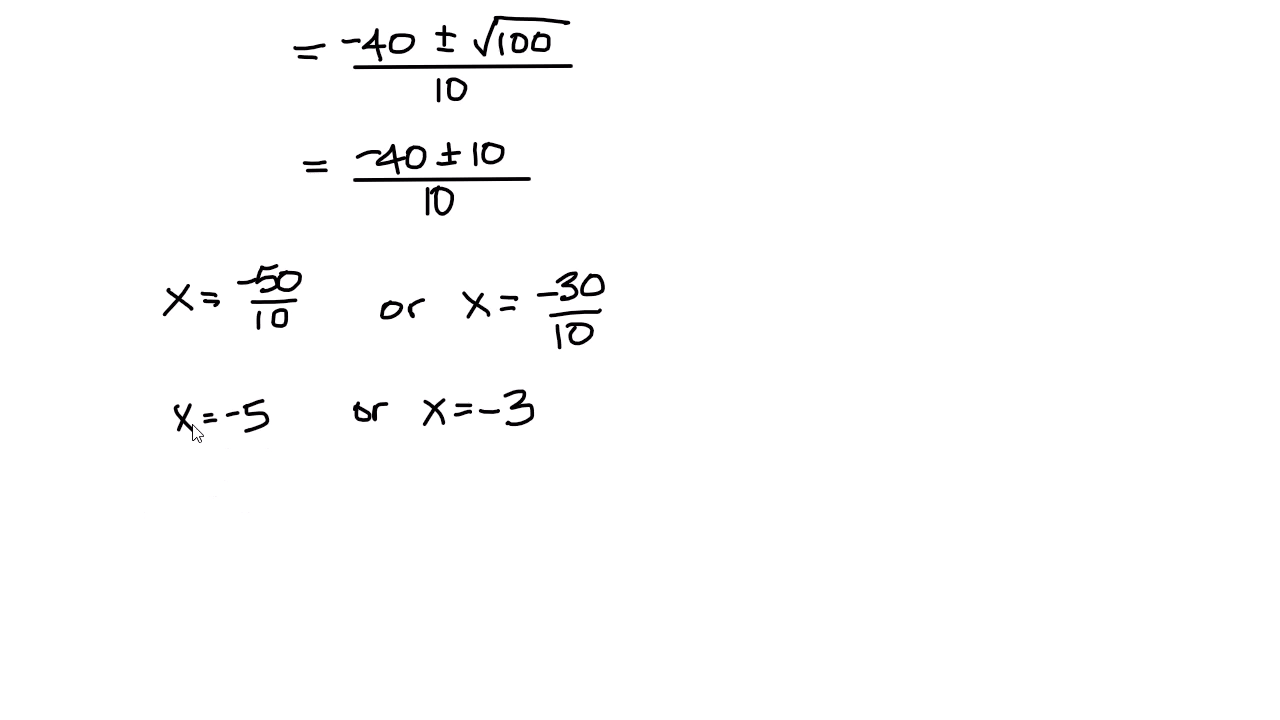 = -40 ± √100
10
= -40 ± 10
10
x = -50/10 or x = -30/10
x = -5 or x = -3